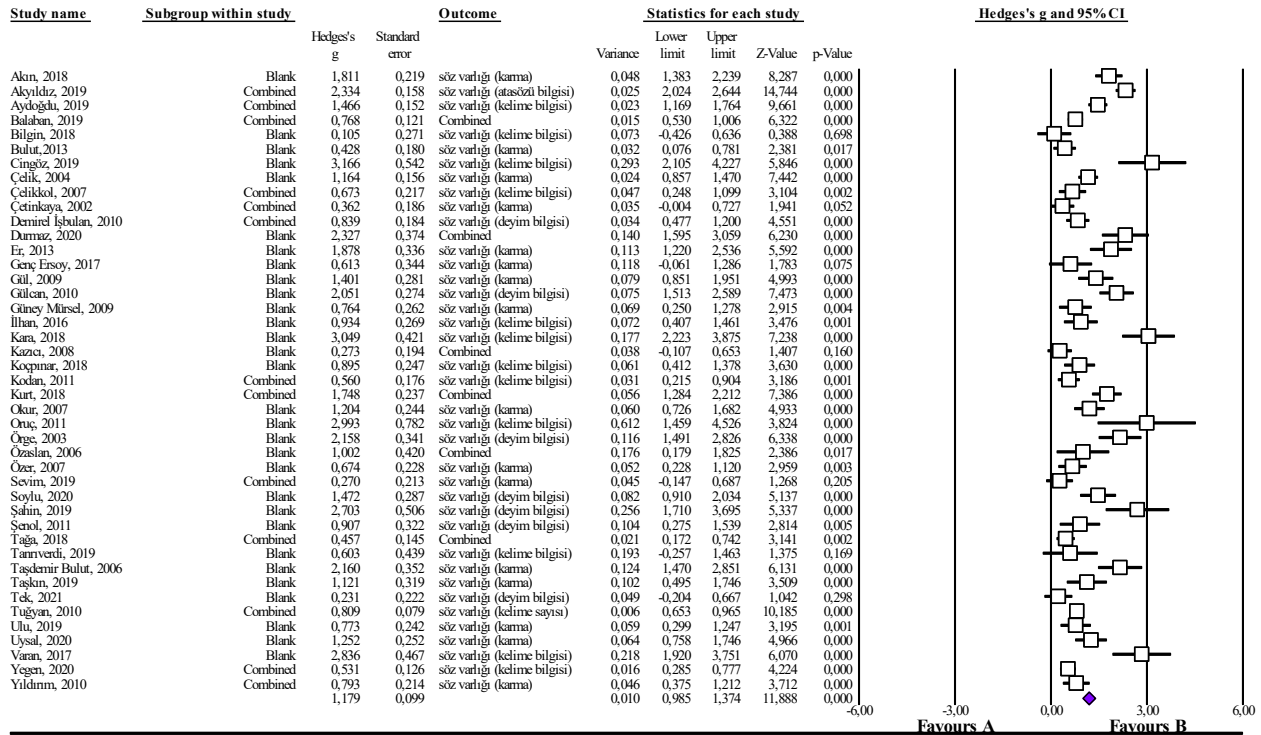 Study name Subgroup within study Outcome Statistics for each study Hedges's g and 95% CI
Hedges's Standard Lower Upper
g error Variance limit limit Z-Value p-Value
Akın, 2018 Blank 1,811 0,219 söz varlığı (karma) 0,048 1,383 2,239 8,287 0,000
Akyıldız, 2019 Combined 2,334 0,158 söz varlığı (atasözü bilgisi) 0,025 2,024 2,644 14,744 0,000
Aydoğdu, 2019 Combined 1,466 0,152 söz varlığı (kelime bilgisi) 0,023 1,169 1,764 9,661 0,000
Balaban, 2019 Combined 0,768 0,121 Combined 0,015 0,530 1,006 6,322 0,000
Bilgin, 2018 Blank 0,105 0,271 söz varlığı (kelime bilgisi) 0,073 -0,426 0,636 0,388 0,698
Bulut,2013 Blank 0,428 0,180 söz varlığı (karma) 0,032 0,076 0,781 2,381 0,017
Cingöz, 2019 Blank 3,166 0,542 söz varlığı (kelime bilgisi) 0,293 2,105 4,227 5,846 0,000
Çelik, 2004 Blank 1,164 0,156 söz varlığı (karma) 0,024 0,857 1,470 7,442 0,000
Çelikkol, 2007 Combined 0,673 0,217 söz varlığı (kelime bilgisi) 0,047 0,248 1,099 3,104 0,002
Çetinkaya, 2002 Combined 0,362 0,186 söz varlığı (karma) 0,035 -0,004 0,727 1,941 0,052
Demirel İşbulan, 2010 Combined 0,839 0,184 söz varlığı (deyim bilgisi) 0,034 0,477 1,200 4,551 0,000
Durmaz, 2020 Blank 2,327 0,374 Combined 0,140 1,595 3,059 6,230 0,000
Er, 2013 Blank 1,878 0,336 söz varlığı (karma) 0,113 1,220 2,536 5,592 0,000
Genç Ersoy, 2017 Blank 0,613 0,344 söz varlığı (karma) 0,118 -0,061 1,286 1,783 0,075
Gül, 2009 Blank 1,401 0,281 söz varlığı (karma) 0,079 0,851 1,951 4,993 0,000
Gülcan, 2010 Blank 2,051 0,274 söz varlığı (deyim bilgisi) 0,075 1,513 2,589 7,473 0,000
Güney Mürsel, 2009 Blank 0,764 0,262 söz varlığı (karma) 0,069 0,250 1,278 2,915 0,004
İlhan, 2016 Blank 0,934 0,269 söz varlığı (kelime bilgisi) 0,072 0,407 1,461 3,476 0,001
Kara, 2018 Blank 3,049 0,421 söz varlığı (kelime bilgisi) 0,177 2,223 3,875 7,238 0,000
Kazıcı, 2008 Blank 0,273 0,194 Combined 0,038 -0,107 0,653 1,407 0,160
Koçpınar, 2018 Blank 0,895 0,247 söz varlığı (kelime bilgisi) 0,061 0,412 1,378 3,630 0,000
Kodan, 2011 Combined 0,560 0,176 söz varlığı (kelime bilgisi) 0,031 0,215 0,904 3,186 0,001
Kurt, 2018 Combined 1,748 0,237 Combined 0,056 1,284 2,212 7,386 0,000
Okur, 2007 Blank 1,204 0,244 söz varlığı (karma) 0,060 0,726 1,682 4,933 0,000
Oruç, 2011 Blank 2,993 0,782 söz varlığı (kelime bilgisi) 0,612 1,459 4,526 3,824 0,000
Örge, 2003 Blank 2,158 0,341 söz varlığı (deyim bilgisi) 0,116 1,491 2,826 6,338 0,000
Özaslan, 2006 Blank 1,002 0,420 Combined 0,176 0,179 1,825 2,386 0,017
Özer, 2007 Blank 0,674 0,228 söz varlığı (karma) 0,052 0,228 1,120 2,959 0,003
Sevim, 2019 Combined 0,270 0,213 söz varlığı (karma) 0,045 -0,147 0,687 1,268 0,205
Soylu, 2020 Blank 1,472 0,287 söz varlığı (deyim bilgisi) 0,082 0,910 2,034 5,137 0,000
Şahin, 2019 Blank 2,703 0,506 söz varlığı (deyim bilgisi) 0,256 1,710 3,695 5,337 0,000
Şenol, 2011 Blank 0,907 0,322 söz varlığı (deyim bilgisi) 0,104 0,275 1,539 2,814 0,005
Tağa, 2018 Combined 0,457 0,145 Combined 0,021 0,172 0,742 3,141 0,002
Tanrıverdi, 2019 Blank 0,603 0,439 söz varlığı (kelime bilgisi) 0,193 -0,257 1,463 1,375 0,169
Taşdemir Bulut, 2006 Blank 2,160 0,352 söz varlığı (karma) 0,124 1,470 2,851 6,131 0,000
Taşkın, 2019 Blank 1,121 0,319 söz varlığı (karma) 0,102 0,495 1,746 3,509 0,000
Tek, 2021 Blank 0,231 0,222 söz varlığı (deyim bilgisi) 0,049 -0,204 0,667 1,042 0,298
Tuğyan, 2010 Combined 0,809 0,079 söz varlığı (kelime sayısı) 0,006 0,653 0,965 10,185 0,000
Ulu, 2019 Blank 0,773 0,242 söz varlığı (karma) 0,059 0,299 1,247 3,195 0,001
Uysal, 2020 Blank 1,252 0,252 söz varlığı (karma) 0,064 0,758 1,746 4,966 0,000
Varan, 2017 Blank 2,836 0,467 söz varlığı (kelime bilgisi) 0,218 1,920 3,751 6,070 0,000
Yegen, 2020 Combined 0,531 0,126 söz varlığı (kelime bilgisi) 0,016 0,285 0,777 4,224 0,000
Yıldırım, 2010 Combined 0,793 0,214 söz varlığı (karma) 0,046 0,375 1,212 3,712 0,000
1,179 0,099 0,010 0,985 1,374 11,888 0,000
-6,00 -3,00 0,00 3,00 6,00
Favours A Favours B